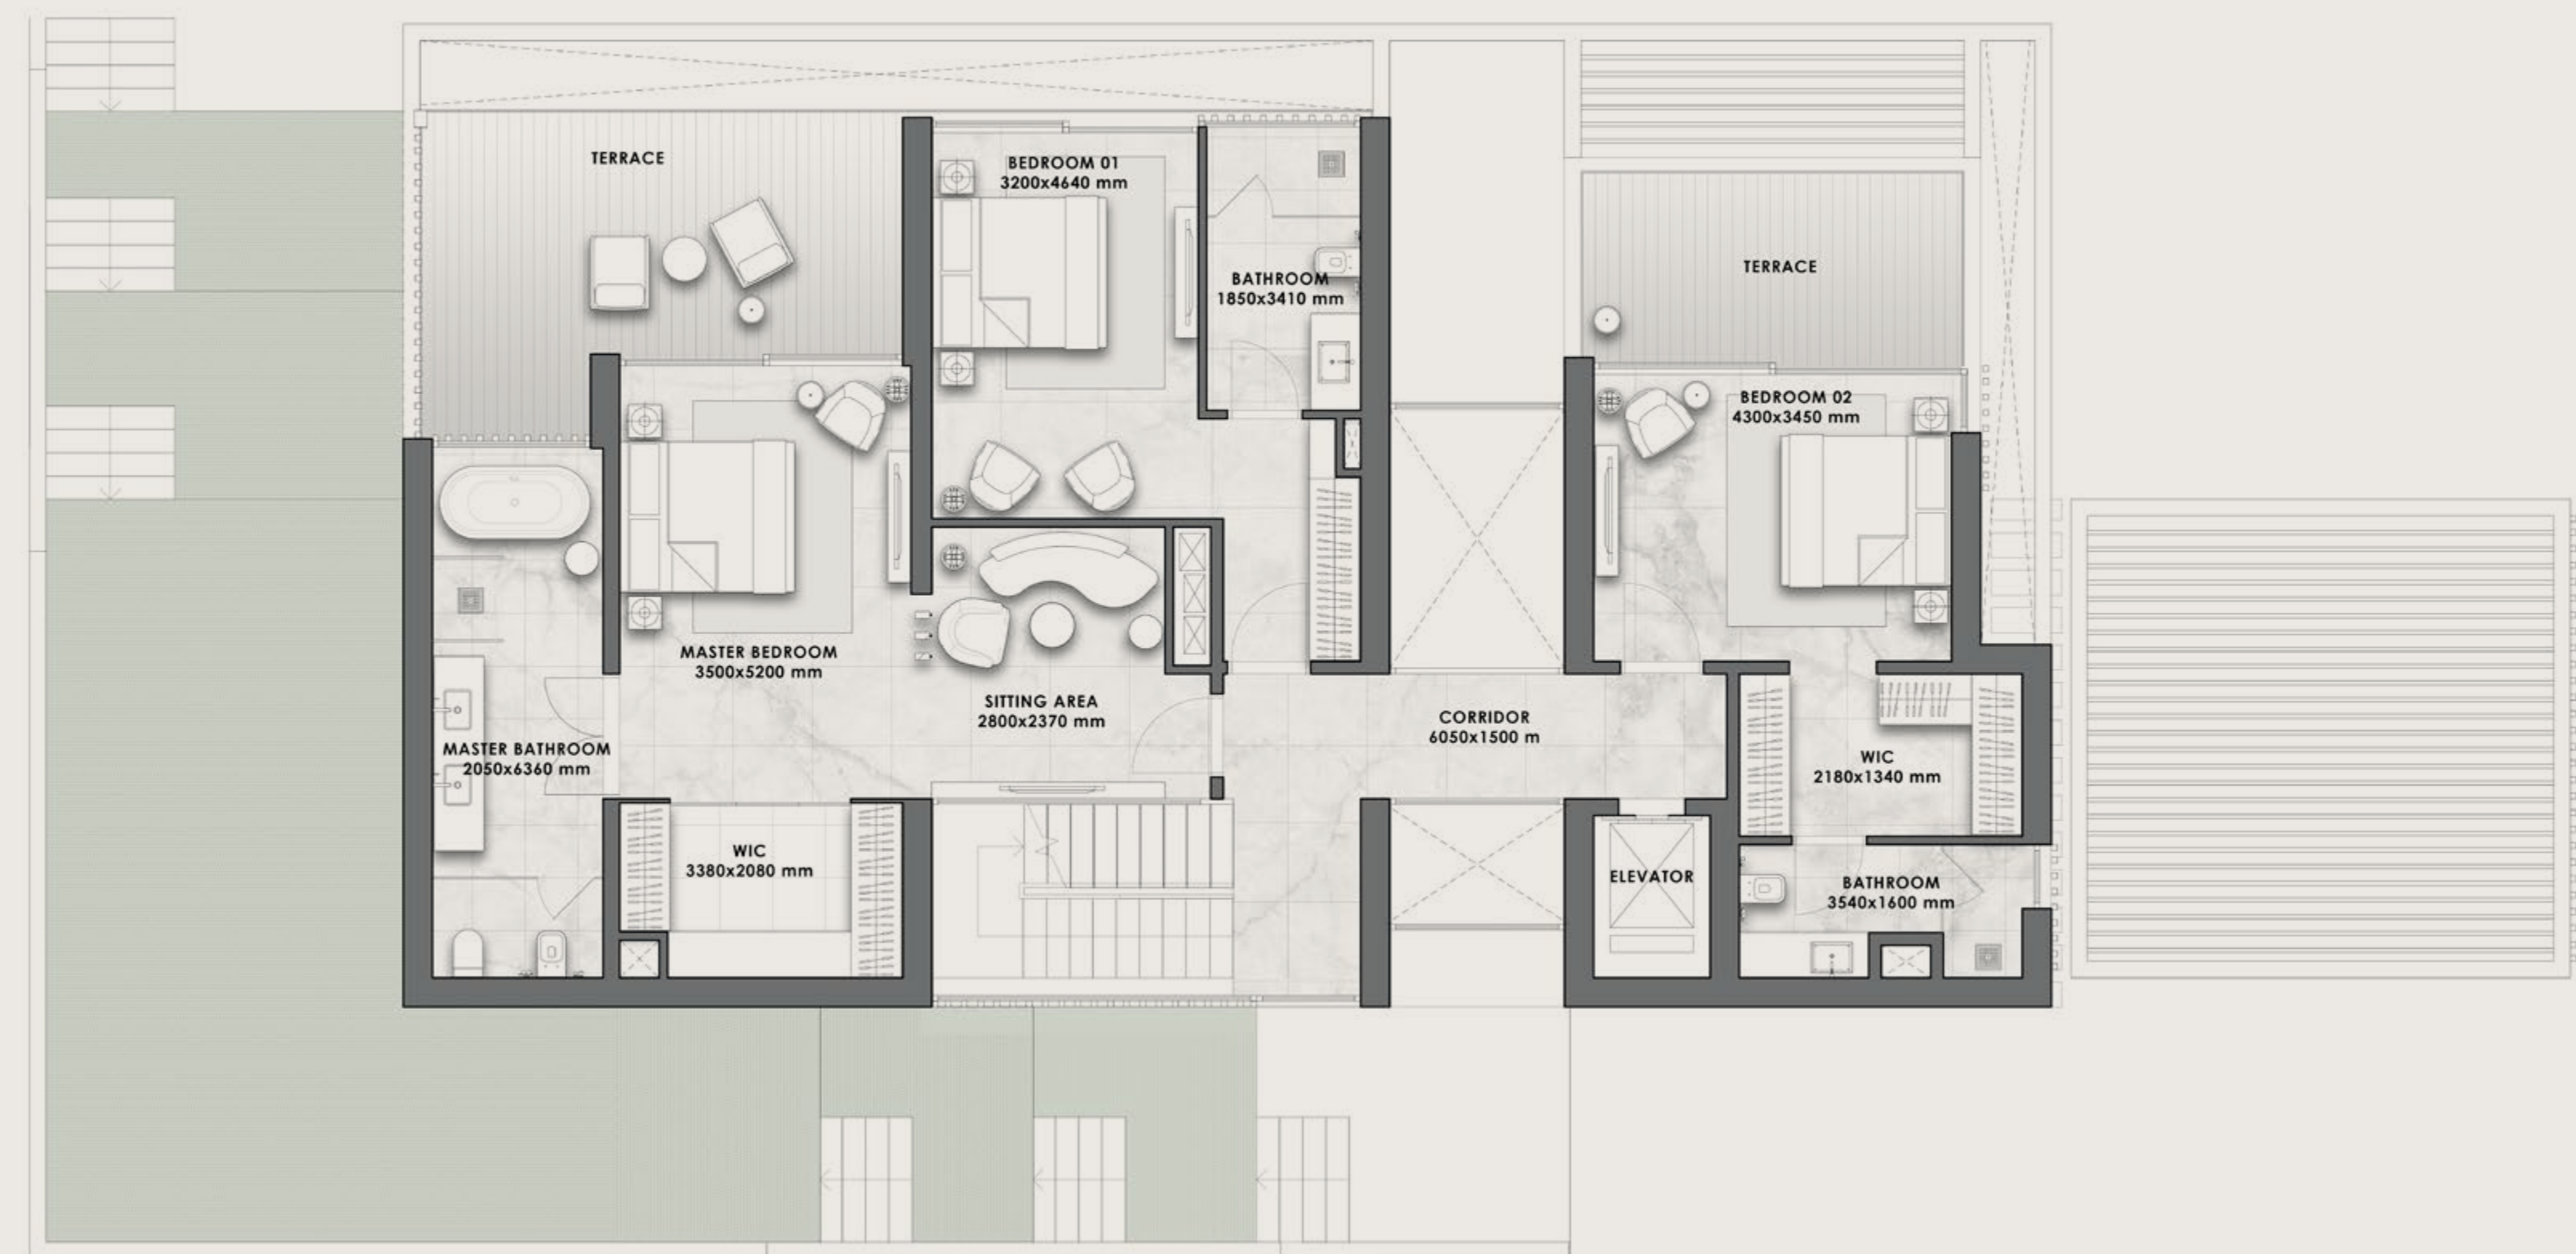 TERRACE
BEDROOM 01
3200x4640 mm
BATHROOM
1850x3410 mm
TERRACE
BEDROOM 02
4300x3450 mm
MASTER BEDROOM
3500x5200 mm
SITTING AREA
2800x2370 mm
CORRIDOR
6050x1500 m
MASTER BATHROOM
2050x6360 mm
WIC
2180x1340 mm
WIC
3380x2080 mm
ELEVATOR
BATHROOM
3540x1600 mm